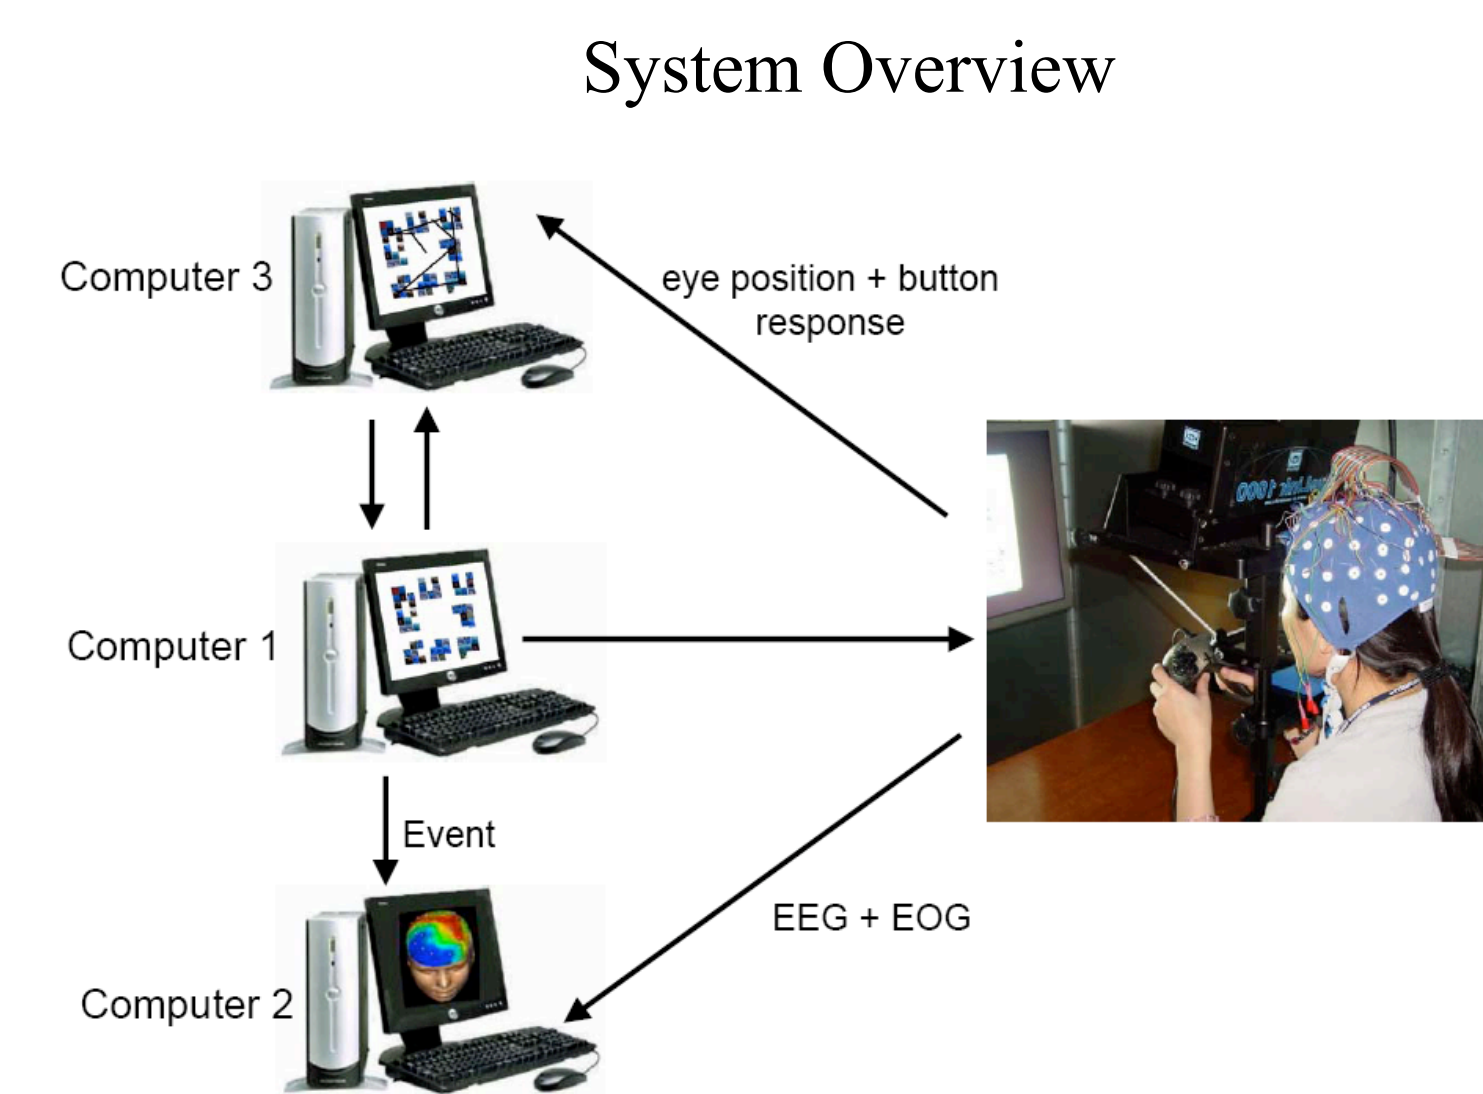 System Overview
Computer 3
eye position + button
response
Computer 1
Event
Computer 2
EEG + EOG